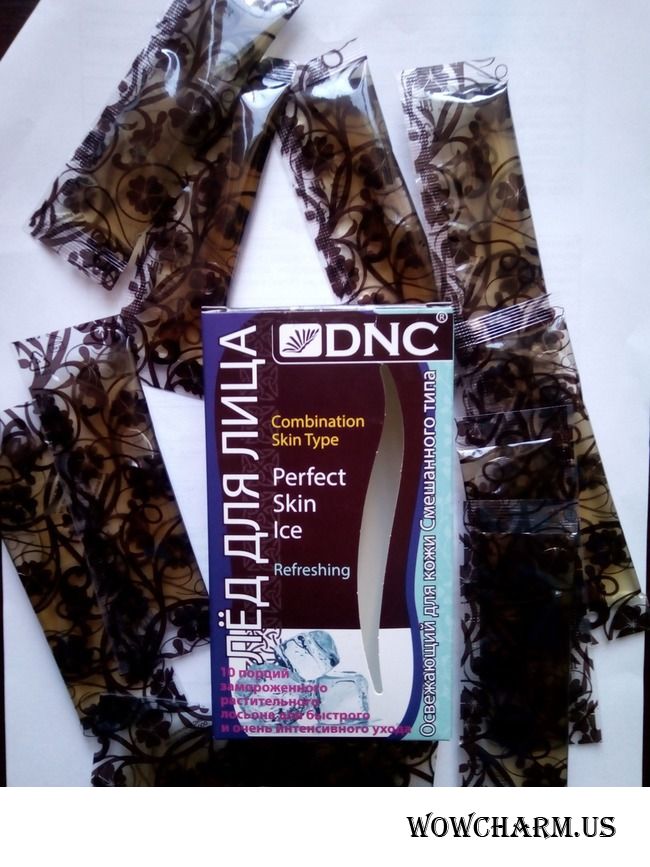 DNC®
ЛЁД ДЛЯ ЛИЦА
Combination
Skin Type
Perfect
Skin
Ice
Refreshing
Освежающий для кожи Смешанного типа
10 порций
замороженного
растительного
лосьона для быстрого
и очень интенсивного ухода
WOWCHARM.US